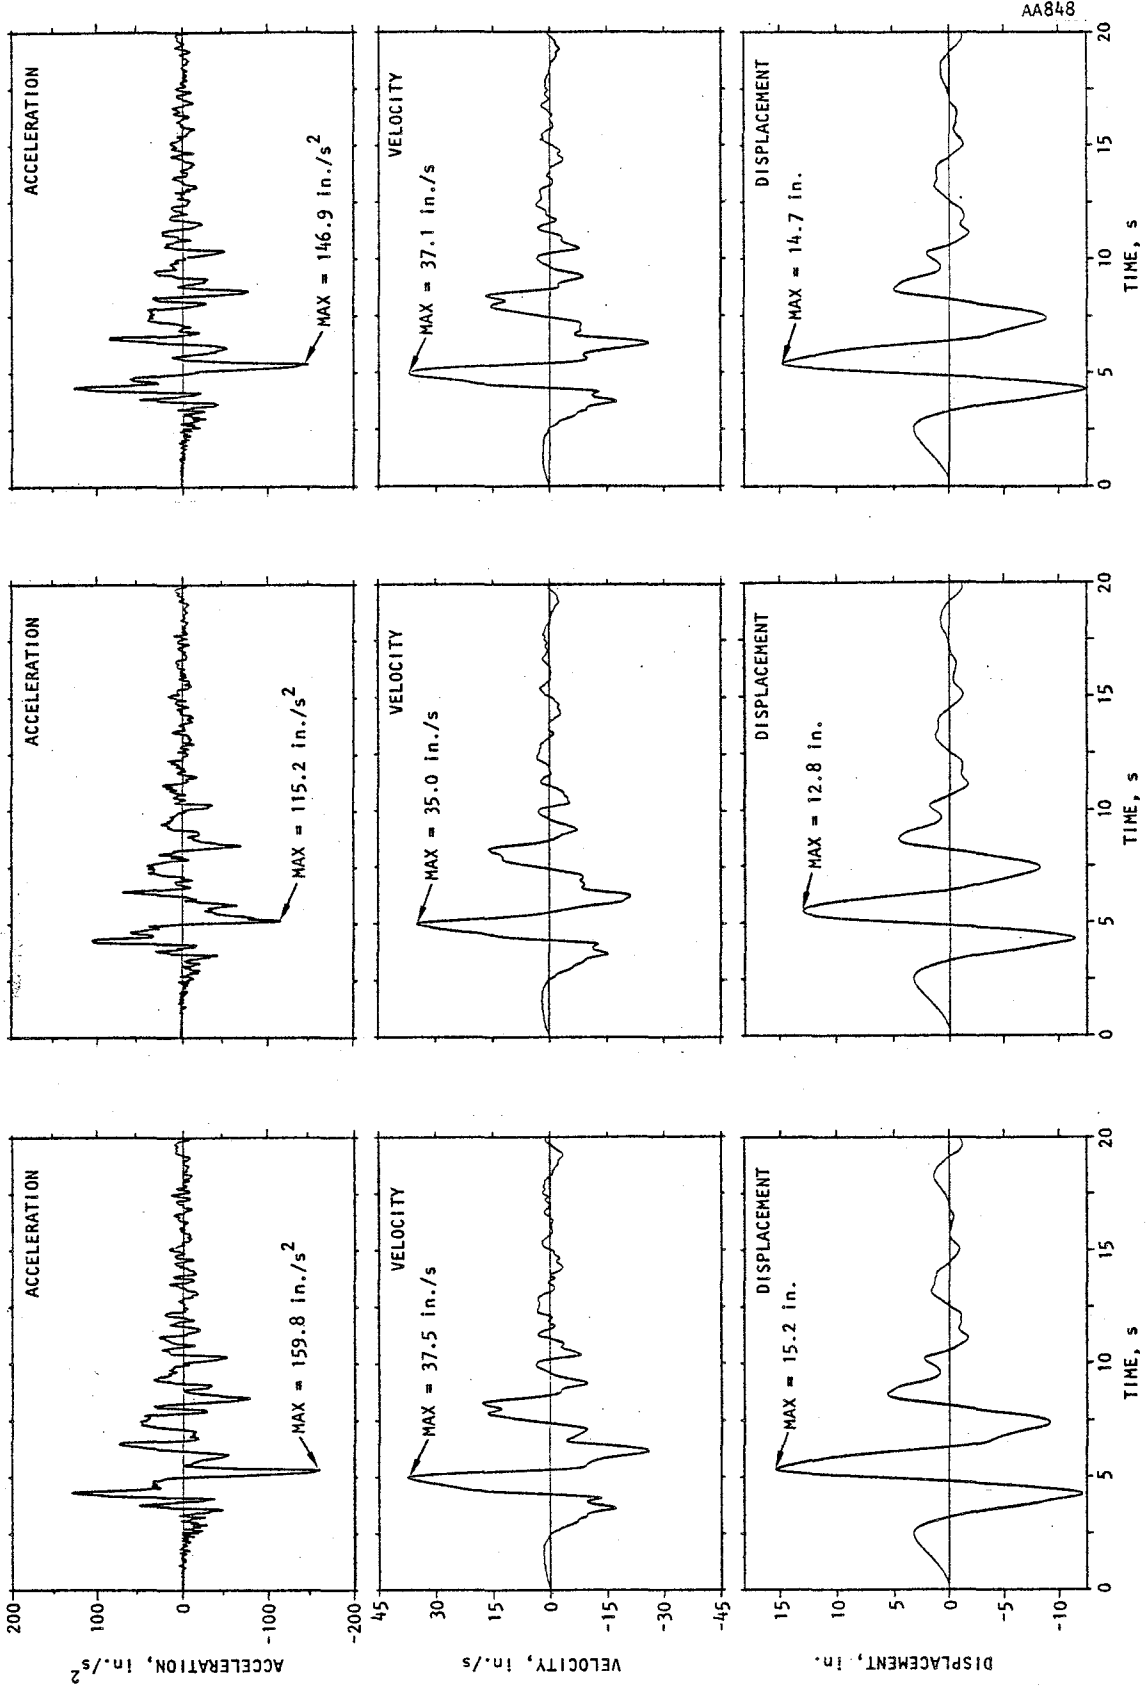 AA848
200
100
0
-100
-200
ACCELERATION, in./s²
ACCELERATION
MAX = 159.8 in./s²
ACCELERATION
MAX = 115.2 in./s²
ACCELERATION
MAX = 146.9 in./s²
45
30
15
0
-15
-30
-45
VELOCITY, in./s
VELOCITY
MAX = 37.5 in./s
VELOCITY
MAX = 35.0 in./s
VELOCITY
MAX = 37.1 in./s
15
10
5
0
-5
-10
DISPLACEMENT, in.
DISPLACEMENT
MAX = 15.2 in.
DISPLACEMENT
MAX = 12.8 in.
DISPLACEMENT
MAX = 14.7 in.
0 5 10 15 20
TIME, s
0 5 10 15 20
TIME, s
0 5 10 15 20
TIME, s